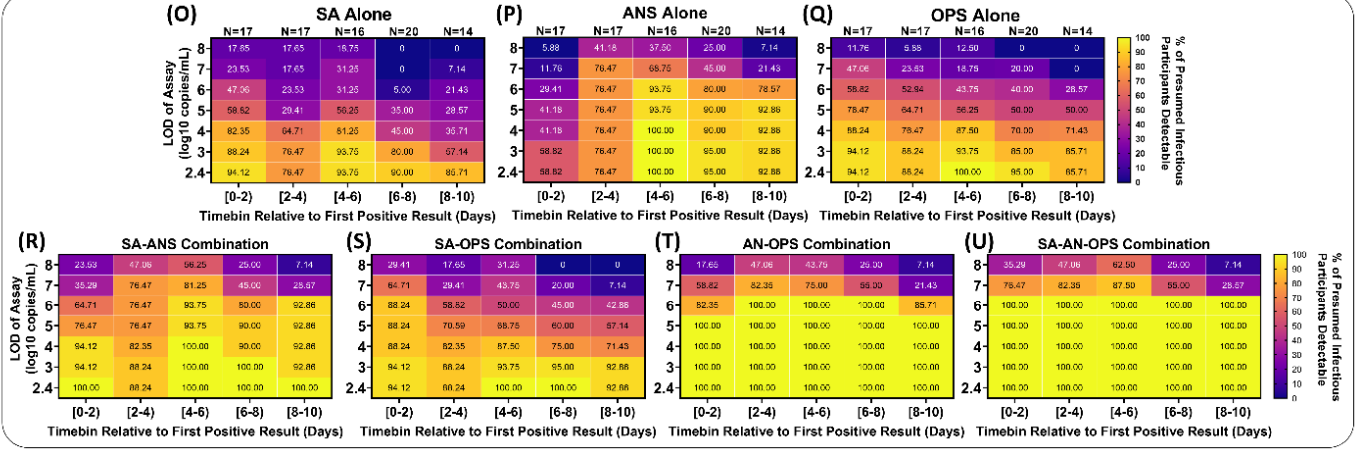 (O) SA Alone
N=17 N=17 N=16 N=20 N=14
LOD of Assay
(log10 copies/mL)
8 17.65 17.65 18.75 0 0
7 23.53 17.65 31.25 0 7.14
6 47.06 23.53 31.25 5.00 21.43
5 58.82 29.41 56.25 35.00 28.57
4 82.35 64.71 81.25 45.00 35.71
3 88.24 76.47 93.75 80.00 57.14
2.4 94.12 76.47 93.75 90.00 85.71
[0-2) [2-4) [4-6) [6-8) [8-10)
Timebin Relative to First Positive Result (Days)
(P) ANS Alone
N=17 N=17 N=16 N=20 N=14
8 5.88 41.18 37.50 25.00 7.14
7 11.76 76.47 68.75 45.00 21.43
6 29.41 76.47 93.75 80.00 78.57
5 41.18 76.47 93.75 90.00 92.86
4 41.18 76.47 100.00 90.00 92.86
3 58.82 76.47 100.00 90.00 92.86
2.4 58.82 76.47 100.00 95.00 92.86
[0-2) [2-4) [4-6) [6-8) [8-10)
Timebin Relative to First Positive Result (Days)
(Q) OPS Alone
N=17 N=17 N=16 N=20 N=14
8 11.76 5.88 12.50 0 0
7 47.06 23.53 18.75 20.00 0
6 58.82 52.94 43.75 40.00 28.57
5 76.47 64.71 56.25 50.00 50.00
4 88.24 76.47 87.50 70.00 71.43
3 94.12 88.24 93.75 85.00 85.71
2.4 94.12 88.24 100.00 95.00 85.71
[0-2) [2-4) [4-6) [6-8) [8-10)
Timebin Relative to First Positive Result (Days)
100
90
80
70
60
50
40
30
20
10
0
% of Presumed Infectious
Participants Detectable
(R) SA-ANS Combination
LOD of Assay
(log10 copies/mL)
8 23.53 47.06 56.25 25.00 7.14
7 35.29 76.47 81.25 45.00 28.57
6 64.71 76.47 93.75 80.00 92.86
5 76.47 76.47 93.75 90.00 92.86
4 94.12 82.35 100.00 90.00 92.86
3 94.12 88.24 100.00 100.00 92.86
2.4 100.00 88.24 100.00 100.00 100.00
[0-2) [2-4) [4-6) [6-8) [8-10)
Timebin Relative to First Positive Result (Days)
(S) SA-OPS Combination
8 29.41 17.65 31.25 0 0
7 64.71 29.41 43.75 20.00 7.14
6 88.24 58.82 50.00 45.00 42.86
5 88.24 70.59 68.75 60.00 57.14
4 88.24 82.35 87.50 75.00 71.43
3 94.12 88.24 93.75 95.00 92.86
2.4 94.12 88.24 100.00 100.00 92.86
[0-2) [2-4) [4-6) [6-8) [8-10)
Timebin Relative to First Positive Result (Days)
(T) AN-OPS Combination
8 17.65 47.06 43.75 25.00 7.14
7 58.82 82.35 75.00 55.00 21.43
6 82.35 100.00 100.00 100.00 85.71
5 100.00 100.00 100.00 100.00 100.00
4 100.00 100.00 100.00 100.00 100.00
3 100.00 100.00 100.00 100.00 100.00
2.4 100.00 100.00 100.00 100.00 100.00
[0-2) [2-4) [4-6) [6-8) [8-10)
Timebin Relative to First Positive Result (Days)
(U) SA-AN-OPS Combination
8 35.29 47.06 62.50 25.00 7.14
7 76.47 82.35 87.50 55.00 28.57
6 100.00 100.00 100.00 100.00 100.00
5 100.00 100.00 100.00 100.00 100.00
4 100.00 100.00 100.00 100.00 100.00
3 100.00 100.00 100.00 100.00 100.00
2.4 100.00 100.00 100.00 100.00 100.00
[0-2) [2-4) [4-6) [6-8) [8-10)
Timebin Relative to First Positive Result (Days)
100
90
80
70
60
50
40
30
20
10
0
% of Presumed Infectious
Participants Detectable